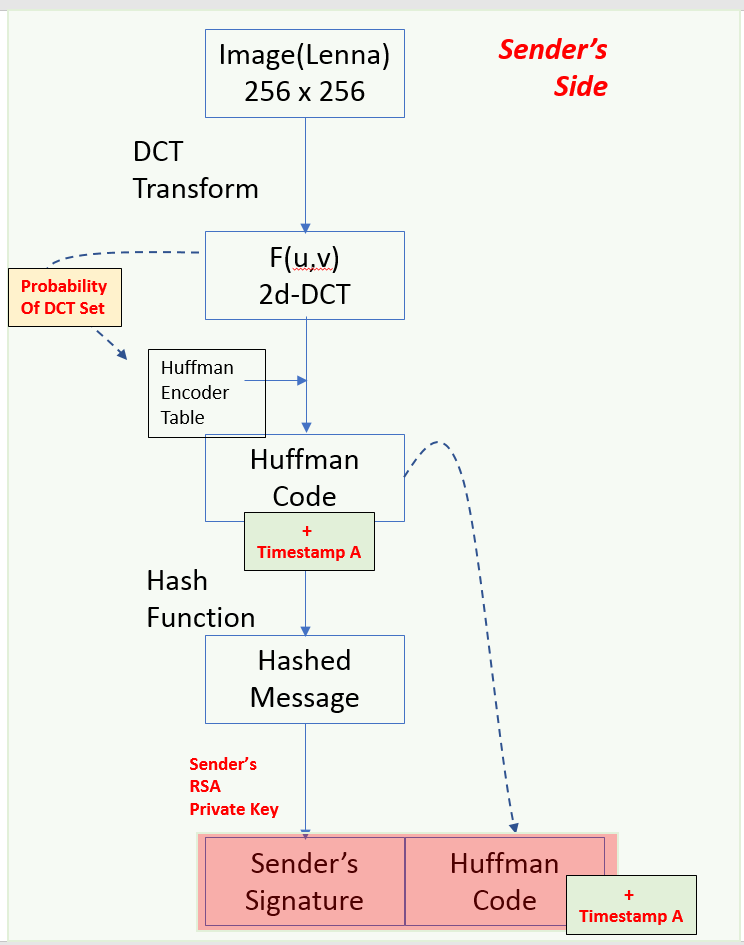 Image(Lenna)
256 x 256
Sender's
Side
DCT
Transform
F(u,v)
2d-DCT
Probability
Of DCT Set
Huffman
Encoder
Table
Huffman
Code
+
Timestamp A
Hash
Function
Hashed
Message
Sender's
RSA
Private Key
Sender's
Signature
Huffman
Code
+
Timestamp A